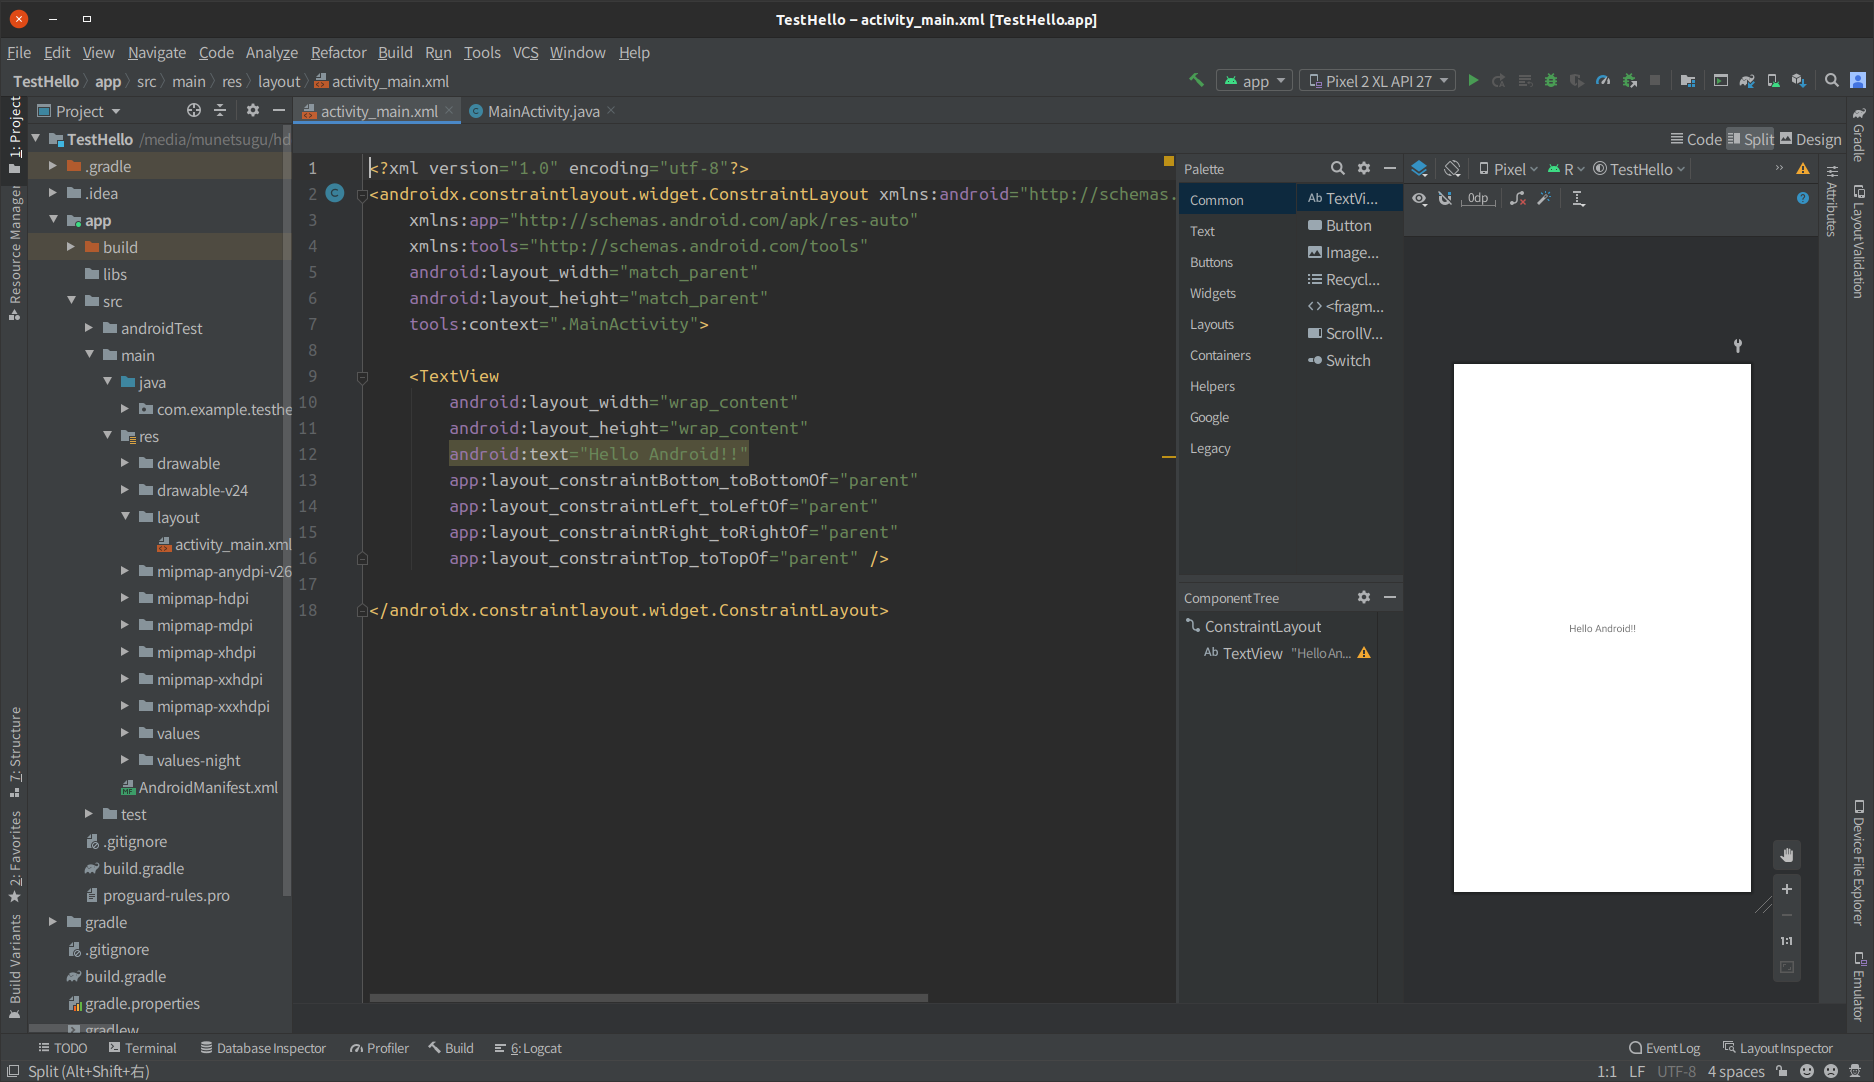 TestHello – activity_main.xml [TestHello.app]
File Edit View Navigate Code Analyze Refactor Build Run Tools VCS Window Help
TestHello app src main res layout activity_main.xml
app Pixel 2 XL API 27
1: Project
Resource Manager
7: Structure
2: Favorites
Build Variants
Project
TestHello /media/munetsugu/hd
.gradle
.idea
app
build
libs
src
androidTest
main
java
com.example.testhe
res
drawable
drawable-v24
layout
activity_main.xml
mipmap-anydpi-v26
mipmap-hdpi
mipmap-mdpi
mipmap-xhdpi
mipmap-xxhdpi
mipmap-xxxhdpi
values
values-night
AndroidManifest.xml
test
.gitignore
build.gradle
proguard-rules.pro
gradle
.gitignore
build.gradle
gradle.properties
gradlew
activity_main.xml MainActivity.java
Code Split Design
1 <?xml version="1.0" encoding="utf-8"?>
2 <androidx.constraintlayout.widget.ConstraintLayout xmlns:android="http://schemas.
3 xmlns:app="http://schemas.android.com/apk/res-auto"
4 xmlns:tools="http://schemas.android.com/tools"
5 android:layout_width="match_parent"
6 android:layout_height="match_parent"
7 tools:context=".MainActivity">
8
9 <TextView
10 android:layout_width="wrap_content"
11 android:layout_height="wrap_content"
12 android:text="Hello Android!!"
13 app:layout_constraintBottom_toBottomOf="parent"
14 app:layout_constraintLeft_toLeftOf="parent"
15 app:layout_constraintRight_toRightOf="parent"
16 app:layout_constraintTop_toTopOf="parent" />
17
18 </androidx.constraintlayout.widget.ConstraintLayout>
Palette
Common
Text
Buttons
Widgets
Layouts
Containers
Helpers
Google
Legacy
Ab TextVi...
Button
Image...
Recycl...
<> <fragm...
ScrollV...
Switch
Component Tree
ConstraintLayout
Ab TextView "Hello An...
Pixel R TestHello
0dp
Hello Android!!
1:1
Gradle
Layout Validation
Attributes
Device File Explorer
Emulator
TODO Terminal Database Inspector Profiler Build 6: Logcat Event Log Layout Inspector
Split (Alt+Shift+右) 1:1 LF UTF-8 4 spaces